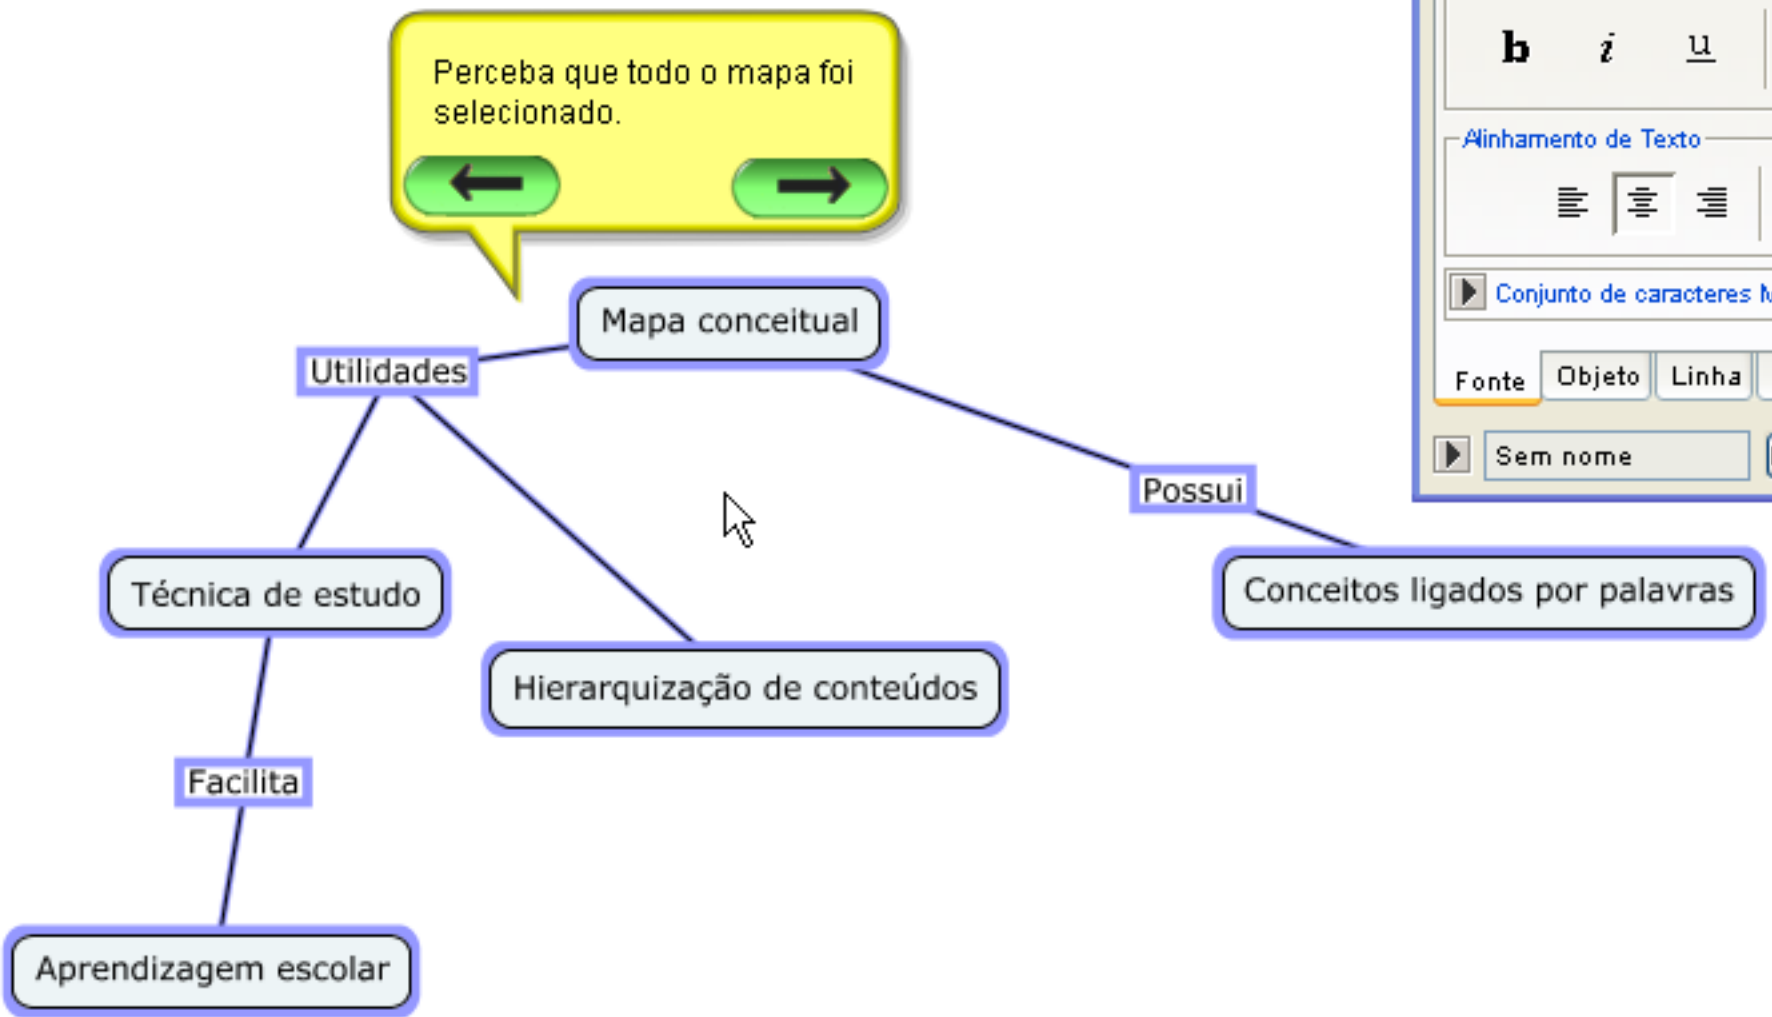 Perceba que todo o mapa foi
selecionado.
b i u
Alinhamento de Texto
Conjunto de caracteres
Fonte Objeto Linha
Sem nome
Mapa conceitual
Utilidades
Possui
Técnica de estudo
Conceitos ligados por palavras
Hierarquização de conteúdos
Facilita
Aprendizagem escolar